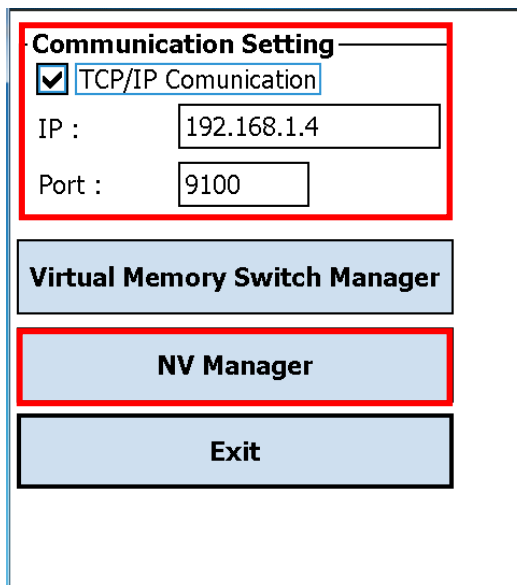 Communication Setting
TCP/IP Comunication
IP : 192.168.1.4
Port : 9100
Virtual Memory Switch Manager
NV Manager
Exit